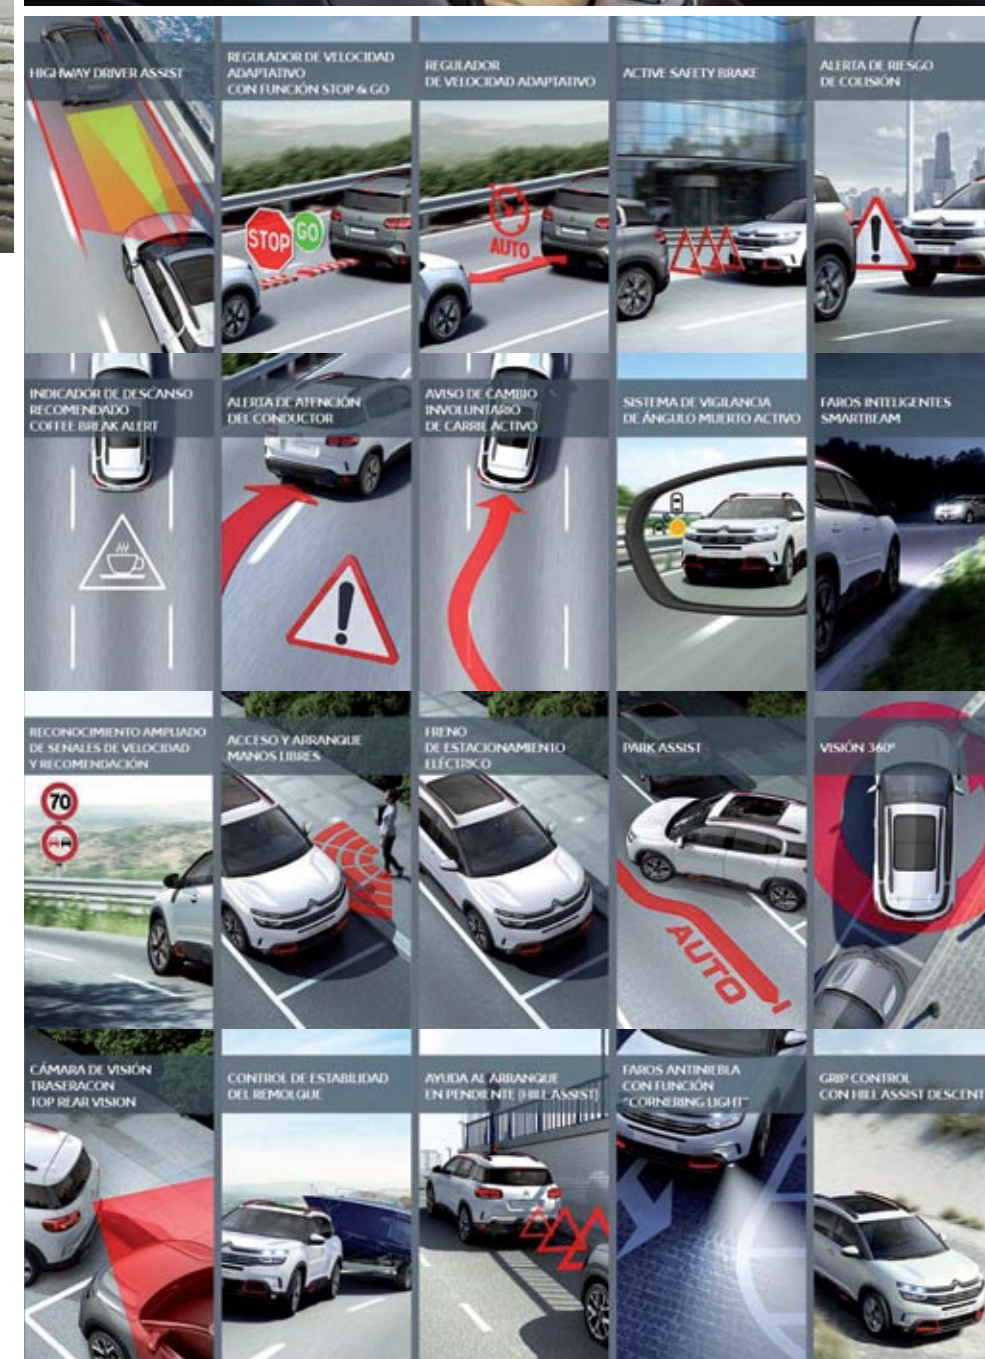 HIGHWAY DRIVER ASSIST
REGULADOR DE VELOCIDAD
ADAPTATIVO
CON FUNCIÓN STOP & GO
STOP
GO
REGULADOR
DE VELOCIDAD ADAPTATIVO
AUTO
ACTIVE SAFETY BRAKE
ALERTA DE RIESGO
DE COLISIÓN
INDICADOR DE DESCANSO
RECOMENDADO
COFFEE BREAK ALERT
ALERTA DE ATENCIÓN
DEL CONDUCTOR
AVISO DE CAMBIO
INVOLUNTARIO
DE CARRIL ACTIVO
SISTEMA DE VIGILANCIA
DE ÁNGULO MUERTO ACTIVO
FAROS INTELIGENTES
SMARTBEAM
RECONOCIMIENTO AMPLIADO
DE SEÑALES DE VELOCIDAD
Y RECOMENDACIÓN
70
ACCESO Y ARRANQUE
MANOS LIBRES
FRENO
DE ESTACIONAMIENTO
ELÉCTRICO
PARK ASSIST
AUTO
VISIÓN 360º
CÁMARA DE VISIÓN
TRASERACON
TOP REAR VISION
CONTROL DE ESTABILIDAD
DEL REMOLQUE
AYUDA AL ARRANQUE
EN PENDIENTE (HILL ASSIST)
FAROS ANTINIEBLA
CON FUNCIÓN
"CORNERING LIGHT"
GRIP CONTROL
CON HILL ASSIST DESCENT